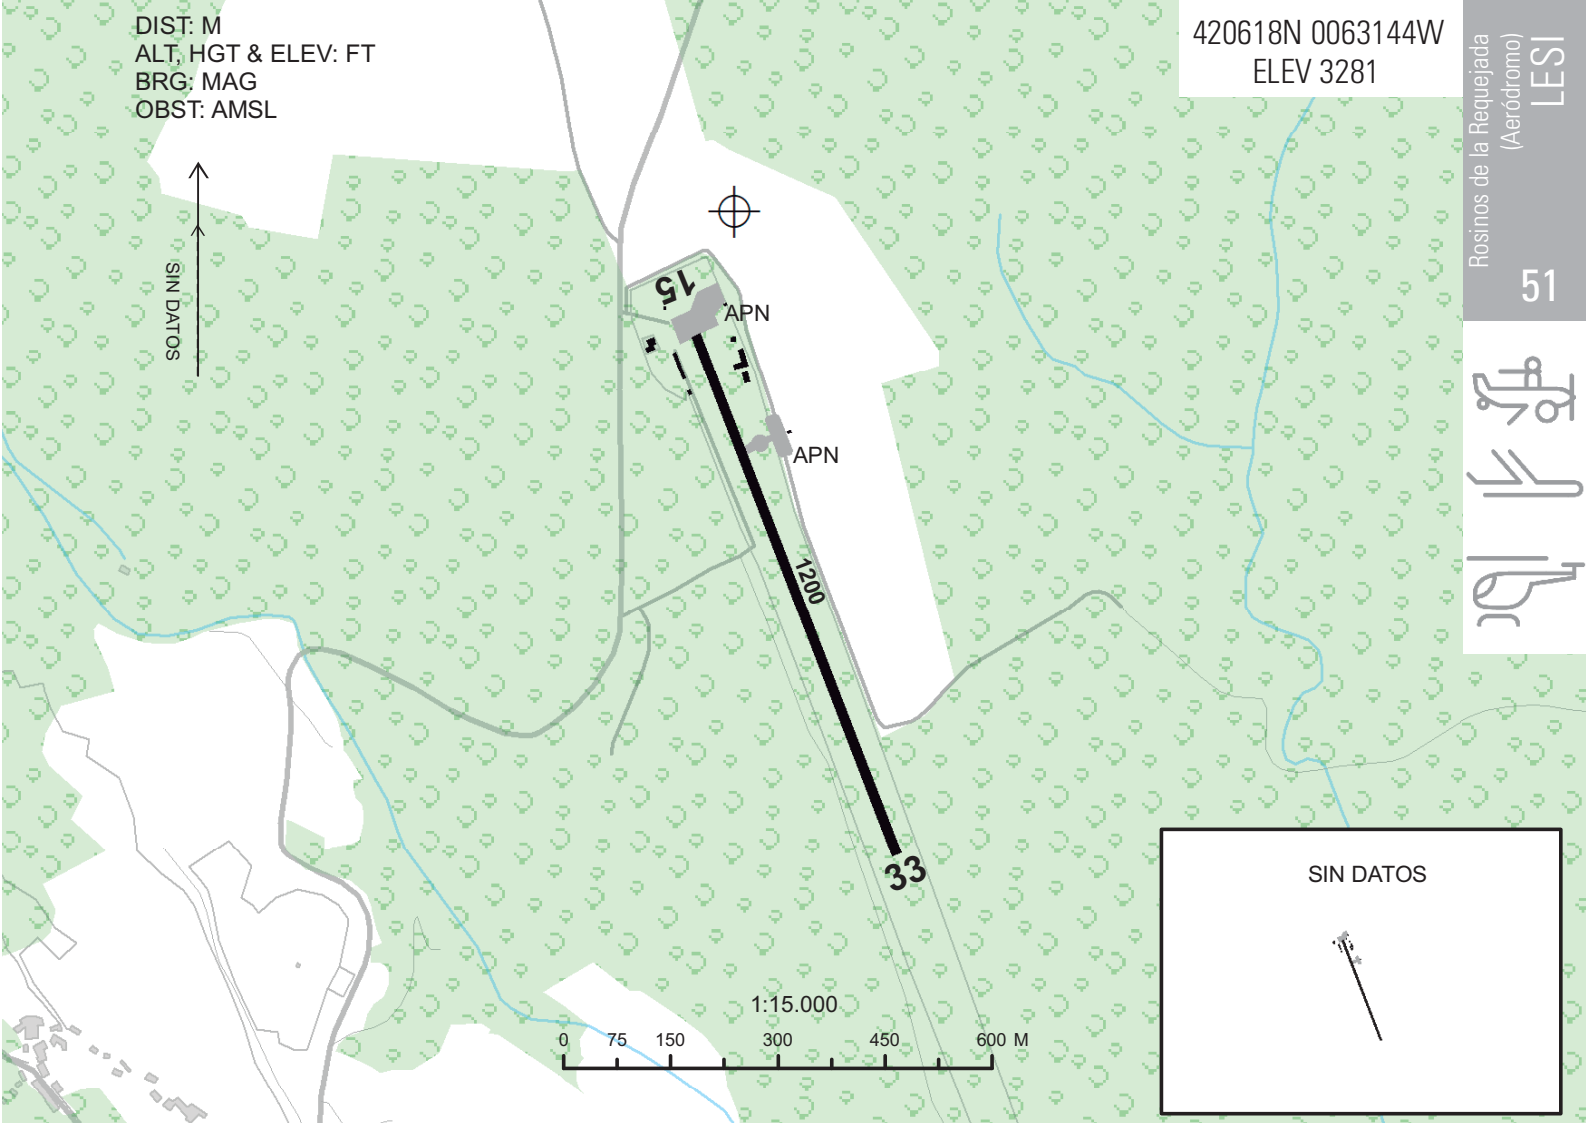 DIST: M
ALT, HGT & ELEV: FT
BRG: MAG
OBST: AMSL
SIN DATOS
420618N 0063144W
ELEV 3281
Rosinos de la Requejada
(Aeródromo)
LESI
51
15
APN
APN
1200
33
1:15.000
0 75 150 300 450 600 M
SIN DATOS